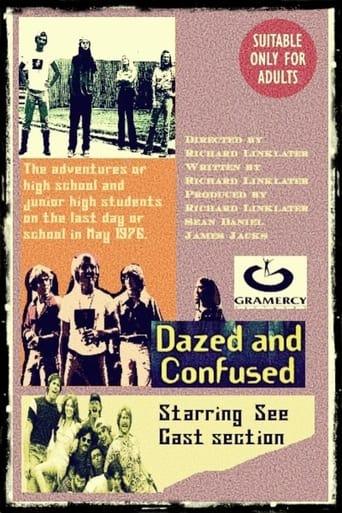 SUITABLE
ONLY FOR
ADULTS
DIRECTED BY
RICHARD LINKLATER
WRITTEN BY
RICHARD LINKLATER
PRODUCED BY
RICHARD LINKLATER
SEAN DANIEL
JAMES JACKS
The adventures of
high school and
junior high students
on the last day of
school in May 1976.
GRAMERCY
Dazed and
Confused
Starring See
Cast section